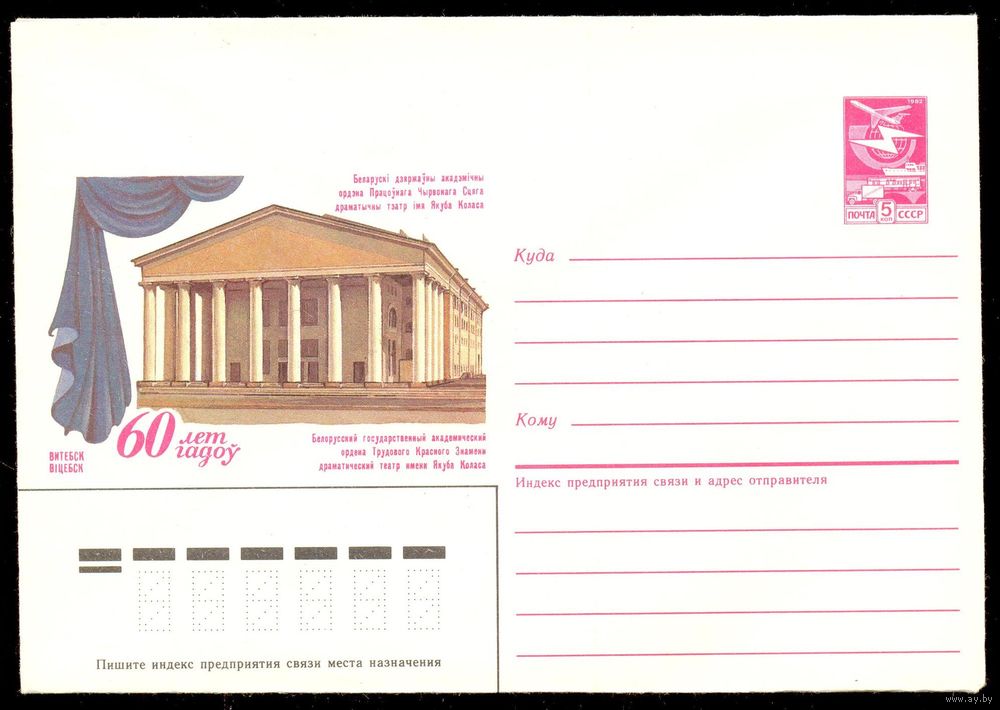 1982
ПОЧТА 5 КОП СССР
Беларускі дзяржаўны акадэмічны
ордэна Працоўнага Чырвонага Сцяга
драматычны тэатр імя Якуба Коласа
Куда
Кому
60 лет
гадоў
ВИТЕБСК
ВІЦЕБСК
Белорусский государственный академический
ордена Трудового Красного Знамени
драматический театр имени Якуба Коласа
Индекс предприятия связи и адрес отправителя
Пишите индекс предприятия связи места назначения
www.ay.by